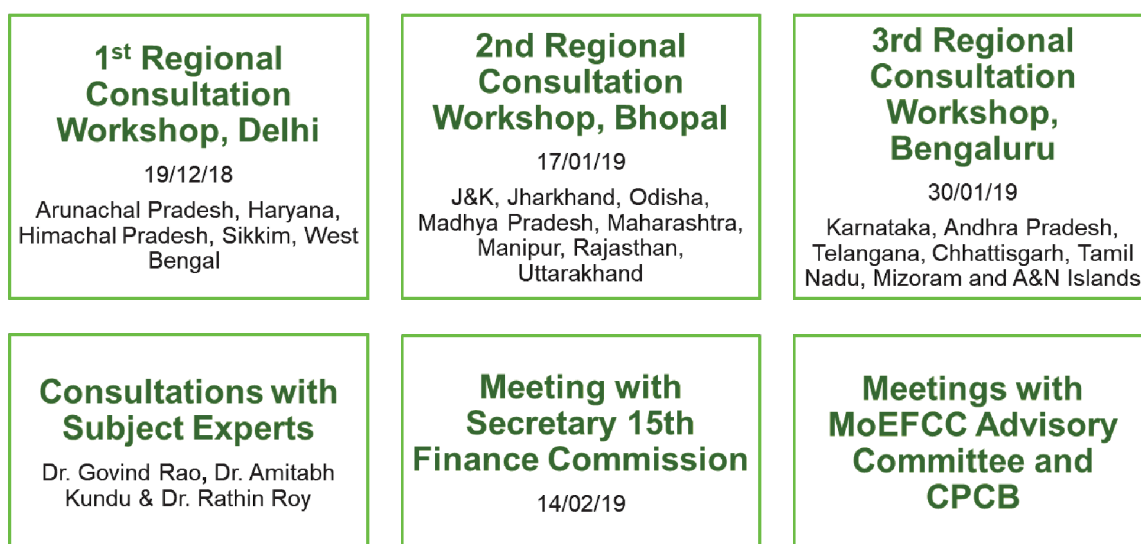 1st Regional
Consultation
Workshop, Delhi
19/12/18
Arunachal Pradesh, Haryana,
Himachal Pradesh, Sikkim, West
Bengal
2nd Regional
Consultation
Workshop, Bhopal
17/01/19
J&K, Jharkhand, Odisha,
Madhya Pradesh, Maharashtra,
Manipur, Rajasthan,
Uttarakhand
3rd Regional
Consultation
Workshop,
Bengaluru
30/01/19
Karnataka, Andhra Pradesh,
Telangana, Chhattisgarh, Tamil
Nadu, Mizoram and A&N Islands
Consultations with
Subject Experts
Dr. Govind Rao, Dr. Amitabh
Kundu & Dr. Rathin Roy
Meeting with
Secretary 15th
Finance Commission
14/02/19
Meetings with
MoEFCC Advisory
Committee and
CPCB